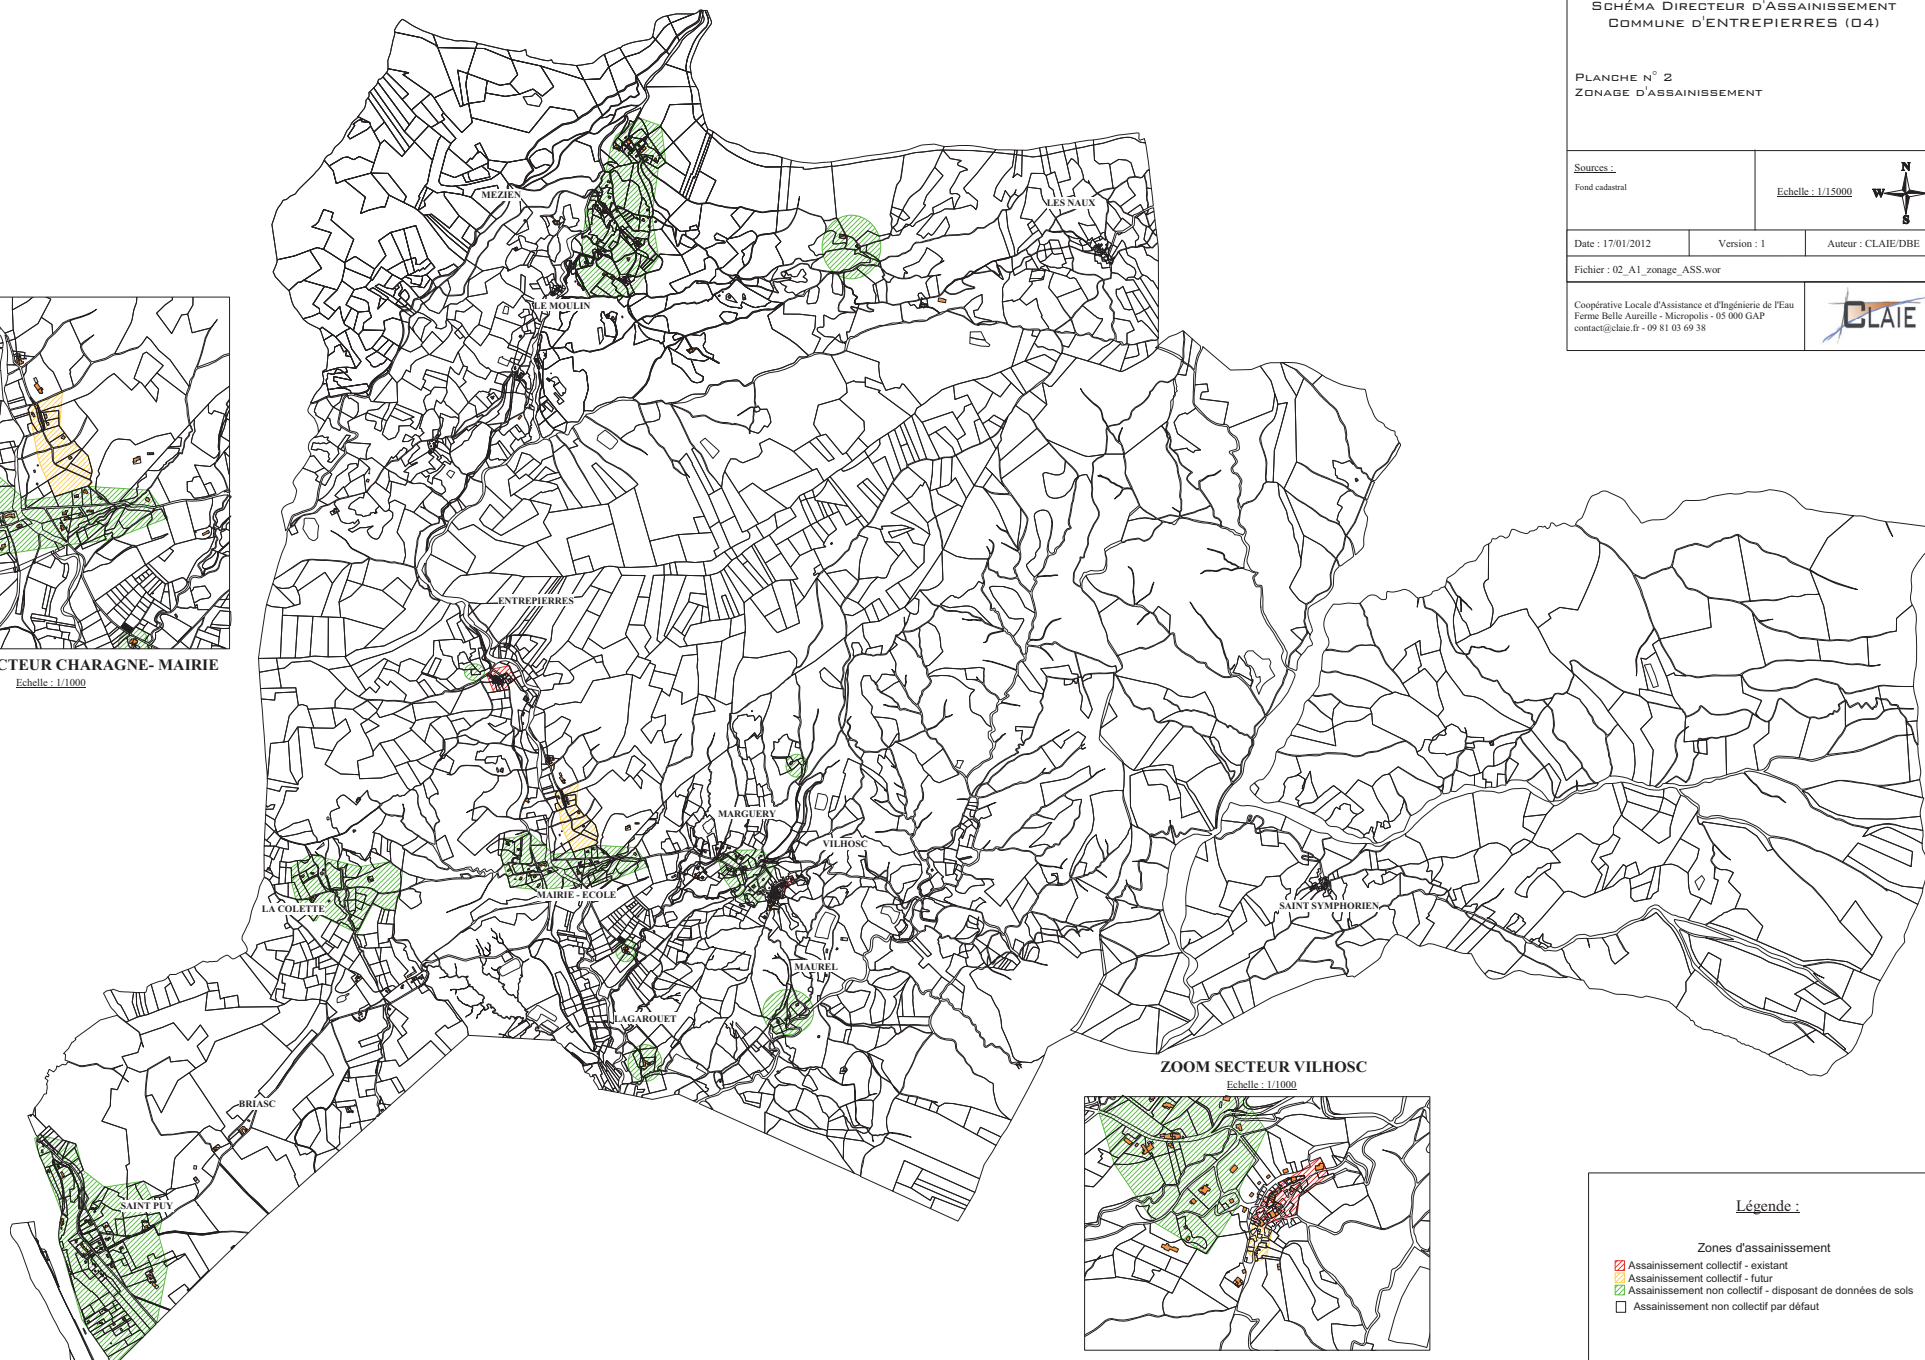 SCHÉMA DIRECTEUR D'ASSAINISSEMENT
COMMUNE D'ENTREPIERRES (04)
PLANCHE N° 2
ZONAGE D'ASSAINISSEMENT
Sources :
Fond cadastral
Echelle : 1/15000
N
W
S
Date : 17/01/2012
Version : 1
Auteur : CLAIE/DBE
Fichier : 02_A1_zonage_ASS.wor
Coopérative Locale d'Assistance et d'Ingénierie de l'Eau
Ferme Belle Aureille - Micropolis - 05 000 GAP
contact@claie.fr - 09 81 03 69 38
CLAIE
MEZIEN
LES NAUX
LE MOULIN
ENTREPIERRES
CTEUR CHARAGNE- MAIRIE
Echelle : 1/1000
MARGUERY
VILHOSC
MAIRIE - ECOLE
LA COLETTE
SAINT SYMPHORIEN
MAUREL
LAGAROUET
BRIASC
SAINT PUY
ZOOM SECTEUR VILHOSC
Echelle : 1/1000
Légende :
Zones d'assainissement
Assainissement collectif - existant
Assainissement collectif - futur
Assainissement non collectif - disposant de données de sols
Assainissement non collectif par défaut